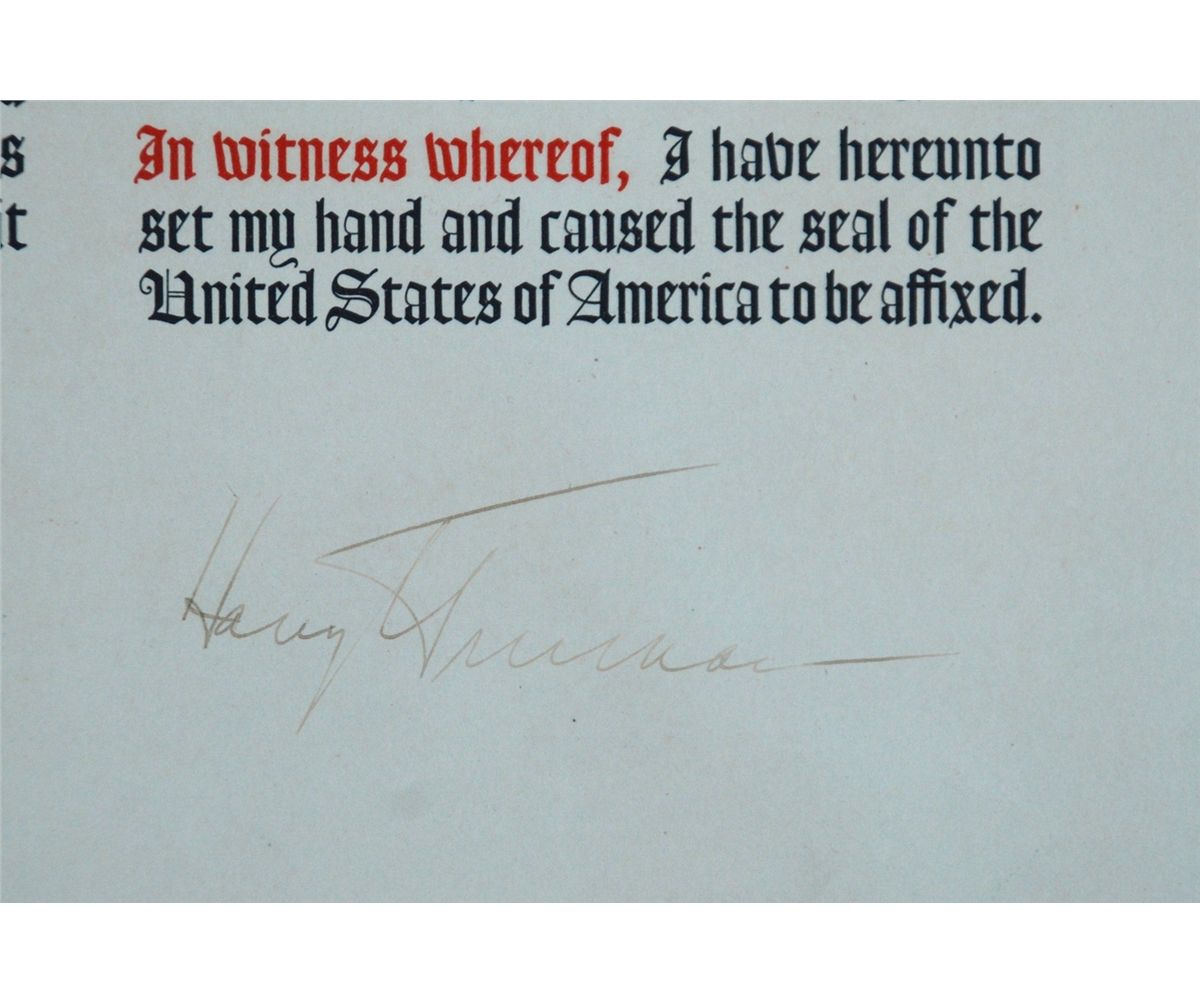 s
In witness whereof, I have hereunto
it
set my hand and caused the seal of the
United States of America to be affixed.
Harry Truman